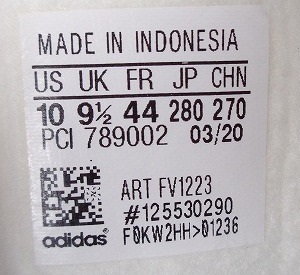 MADE IN INDONESIA
US UK FR JP CHN
10 9½ 44 280 270
PCI 789002 03/20
ART FV1223
#125530290
adidas® F0KW2HH>01236